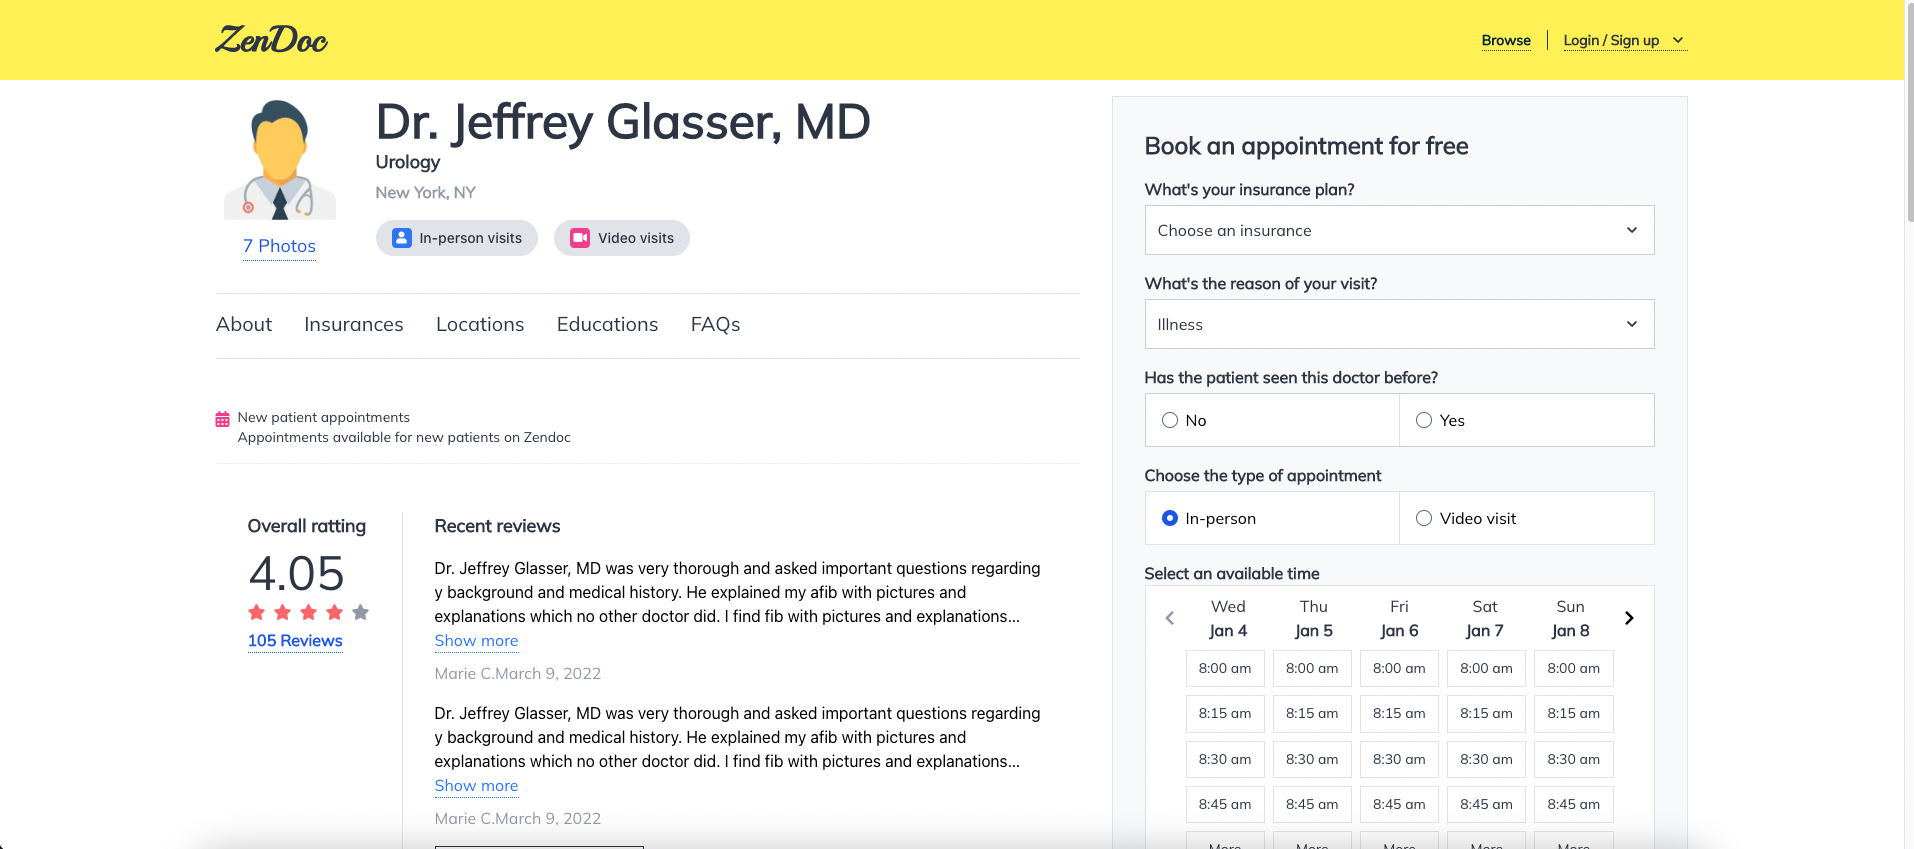 ZenDoc
Browse
Login / Sign up
Dr. Jeffrey Glasser, MD
Urology
New York, NY
In-person visits
Video visits
7 Photos
About
Insurances
Locations
Educations
FAQs
New patient appointments
Appointments available for new patients on Zendoc
Overall ratting
4.05
105 Reviews
Recent reviews
Dr. Jeffrey Glasser, MD was very thorough and asked important questions regarding
y background and medical history. He explained my afib with pictures and
explanations which no other doctor did. I find fib with pictures and explanations...
Show more
Marie C.March 9, 2022
Dr. Jeffrey Glasser, MD was very thorough and asked important questions regarding
y background and medical history. He explained my afib with pictures and
explanations which no other doctor did. I find fib with pictures and explanations...
Show more
Marie C.March 9, 2022
Book an appointment for free
What's your insurance plan?
Choose an insurance
What's the reason of your visit?
Illness
Has the patient seen this doctor before?
No
Yes
Choose the type of appointment
In-person
Video visit
Select an available time
Wed Thu Fri Sat Sun
Jan 4 Jan 5 Jan 6 Jan 7 Jan 8
8:00 am 8:00 am 8:00 am 8:00 am 8:00 am
8:15 am 8:15 am 8:15 am 8:15 am 8:15 am
8:30 am 8:30 am 8:30 am 8:30 am 8:30 am
8:45 am 8:45 am 8:45 am 8:45 am 8:45 am
More More More More More